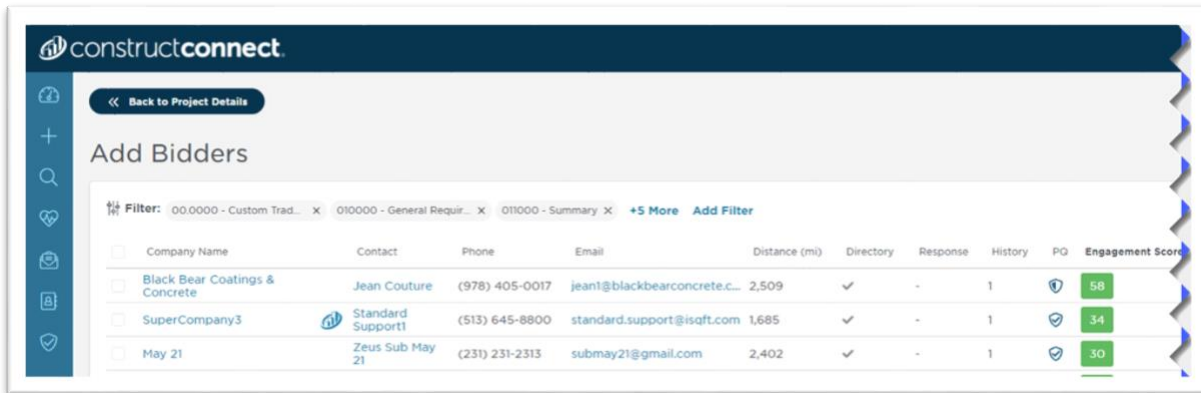 constructconnect.
Back to Project Details
Add Bidders
Filter: 00.0000 - Custom Trad... x 010000 - General Requir... x 011000 - Summary x +5 More Add Filter
Company Name Contact Phone Email Distance (mi) Directory Response History PQ Engagement Score
Black Bear Coatings &
Concrete Jean Couture (978) 405-0017 jean1@blackbearconcrete.c... 2,509 - 1 58
SuperCompany3 Standard
Support1 (513) 645-8800 standard.support@isqft.com 1,685 - 1 34
May 21 Zeus Sub May
21 (231) 231-2313 submay21@gmail.com 2,402 - 1 30